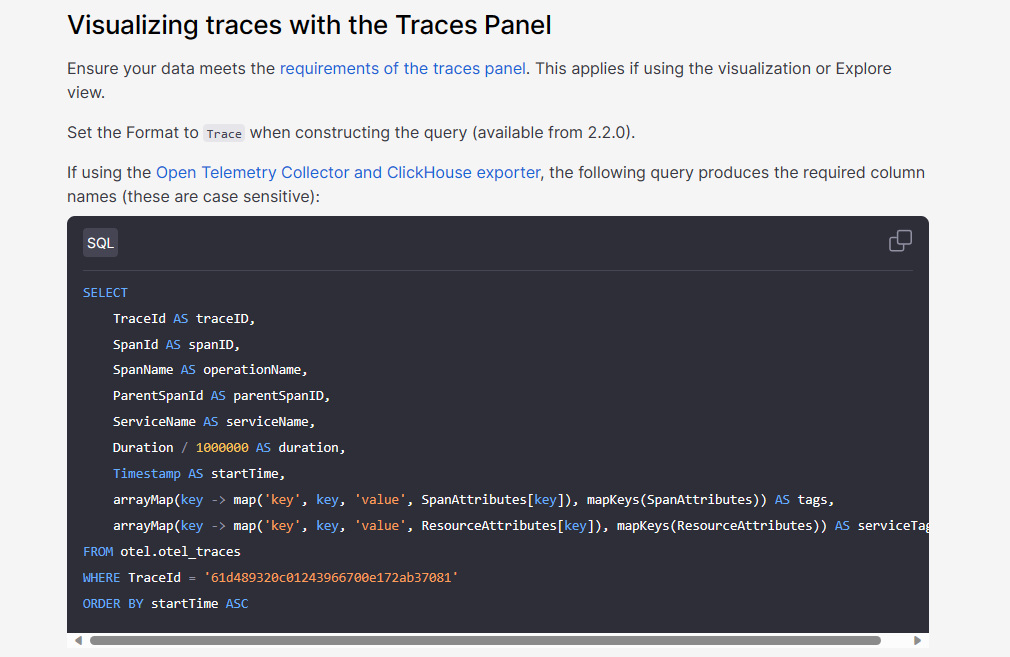 Visualizing traces with the Traces Panel
Ensure your data meets the requirements of the traces panel. This applies if using the visualization or Explore
view.
Set the Format to Trace when constructing the query (available from 2.2.0).
If using the Open Telemetry Collector and ClickHouse exporter, the following query produces the required column
names (these are case sensitive):
SQL
SELECT
    TraceId AS traceID,
    SpanId AS spanID,
    SpanName AS operationName,
    ParentSpanId AS parentSpanID,
    ServiceName AS serviceName,
    Duration / 1000000 AS duration,
    Timestamp AS startTime,
    arrayMap(key -> map('key', key, 'value', SpanAttributes[key]), mapKeys(SpanAttributes)) AS tags,
    arrayMap(key -> map('key', key, 'value', ResourceAttributes[key]), mapKeys(ResourceAttributes)) AS serviceTag
FROM otel.otel_traces
WHERE TraceId = '61d489320c01243966700e172ab37081'
ORDER BY startTime ASC